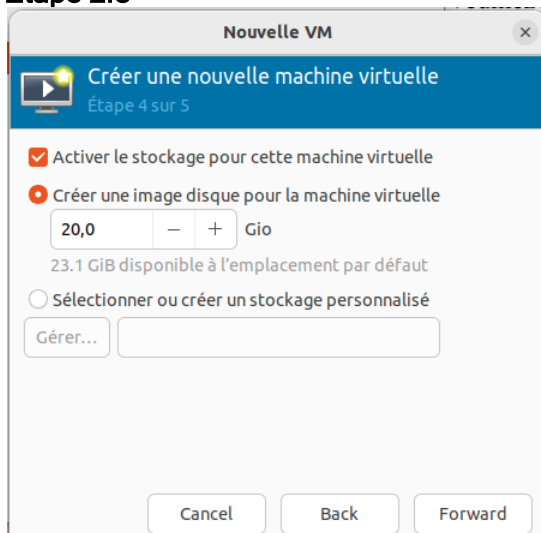 Nouvelle VM
Créer une nouvelle machine virtuelle
Étape 4 sur 5
Activer le stockage pour cette machine virtuelle
Créer une image disque pour la machine virtuelle
20,0 − + Gio
23.1 GiB disponible à l’emplacement par défaut
Sélectionner ou créer un stockage personnalisé
Gérer…
Cancel Back Forward